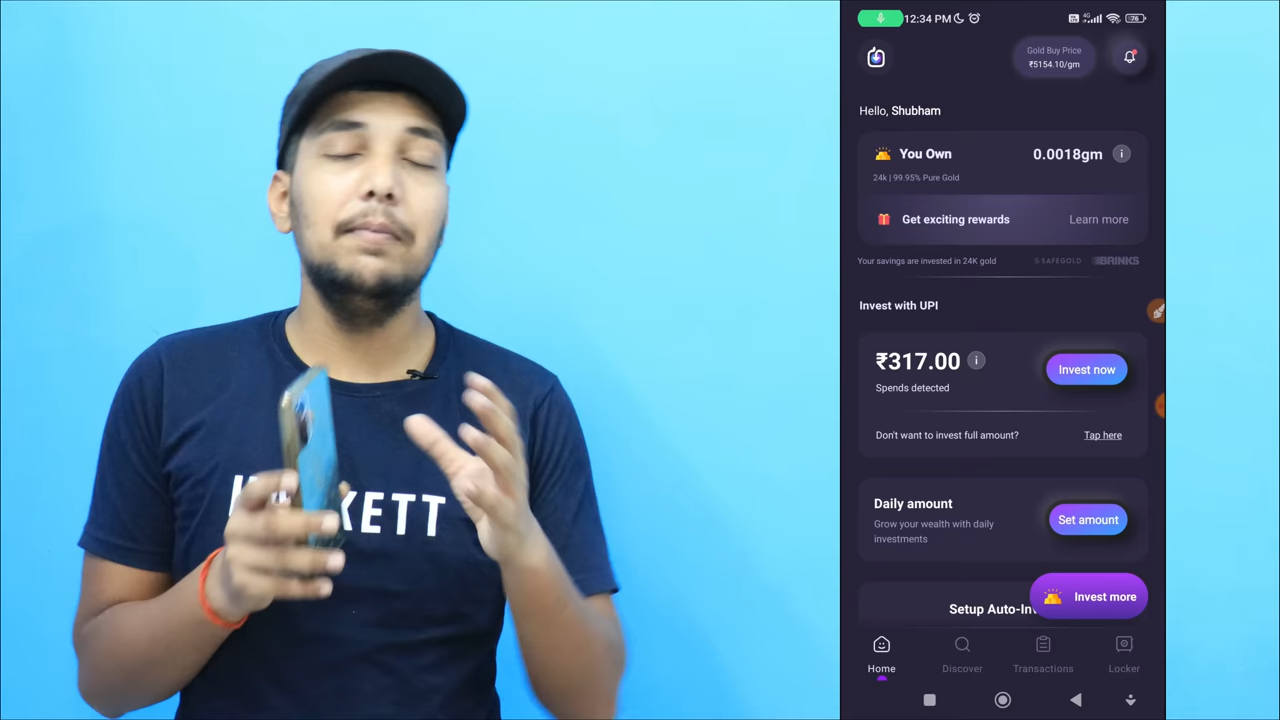 12:34 PM
4G
76
Gold Buy Price
₹5154.10/gm
Hello, Shubham
You Own
0.0018gm
24k | 99.95% Pure Gold
Get exciting rewards
Learn more
Your savings are invested in 24K gold
SAFEGOLD
BRINKS
Invest with UPI
₹317.00
Invest now
Spends detected
Don't want to invest full amount?
Tap here
Daily amount
Grow your wealth with daily
investments
Set amount
Setup Auto-Inv
Invest more
Home
Discover
Transactions
Locker